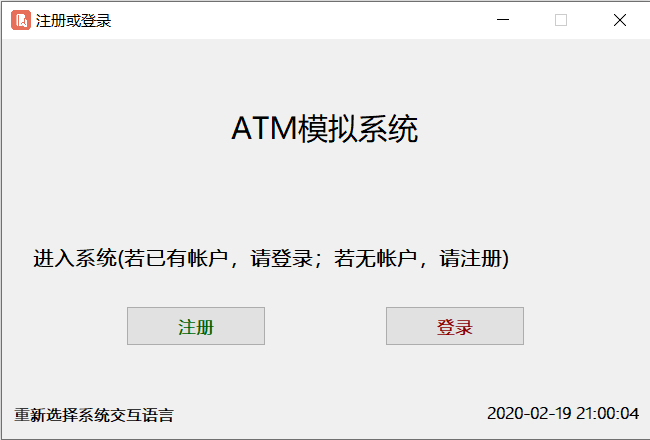 注册或登录
ATM模拟系统
进入系统(若已有帐户，请登录；若无帐户，请注册)
注册 登录
重新选择系统交互语言 2020-02-19 21:00:04